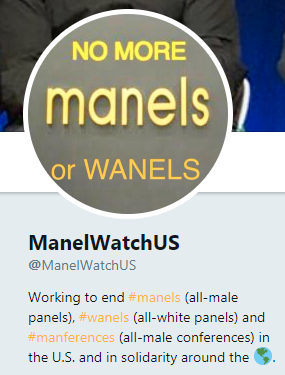 NO MORE
manels
or WANELS
ManelWatchUS
@ManelWatchUS
Working to end #manels (all-male
panels), #wanels (all-white panels) and
#manferences (all-male conferences) in
the U.S. and in solidarity around the 🌎.